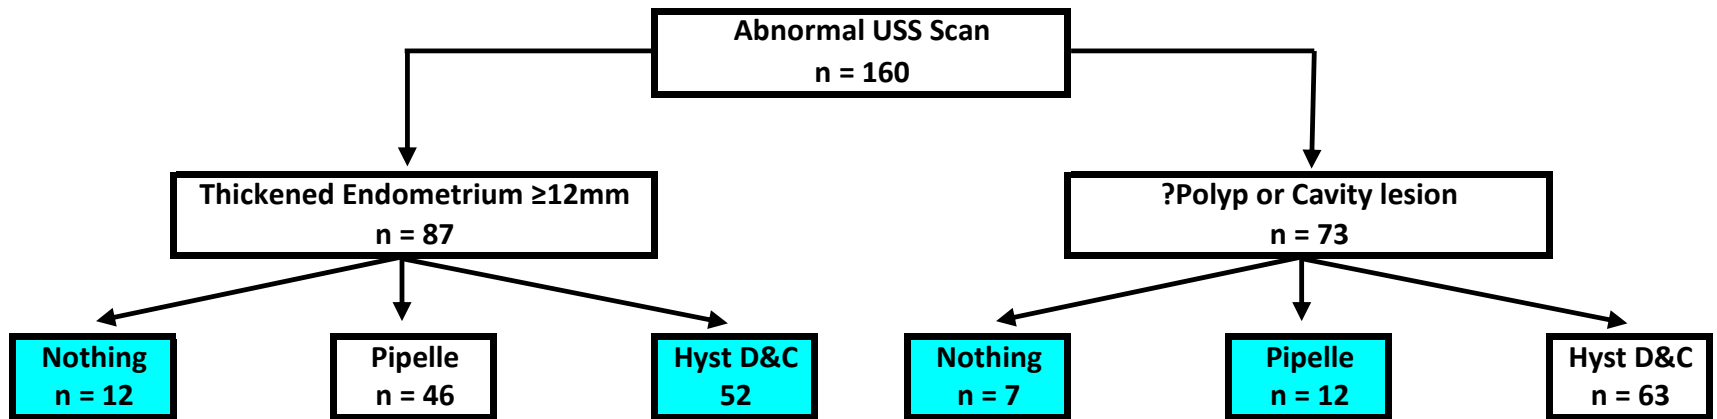 Abnormal USS Scan
n = 160
Thickened Endometrium ≥12mm
n = 87
?Polyp or Cavity lesion
n = 73
Nothing
n = 12
Pipelle
n = 46
Hyst D&C
52
Nothing
n = 7
Pipelle
n = 12
Hyst D&C
n = 63